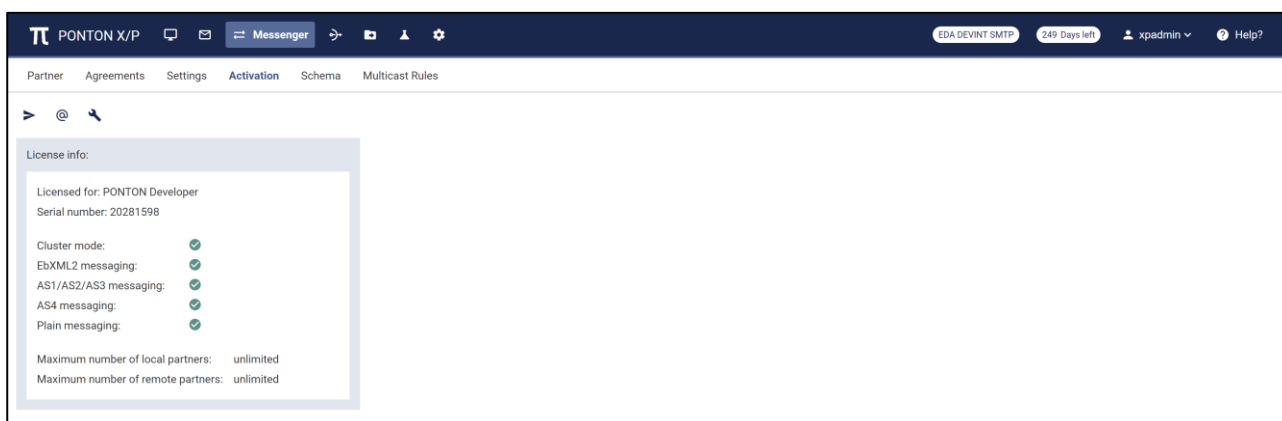 PONTON X/P Messenger EDA DEVINT SMTP 249 Days left xpadmin Help?
Partner Agreements Settings Activation Schema Multicast Rules
License info:
Licensed for: PONTON Developer
Serial number: 20281598
Cluster mode:
EbXML2 messaging:
AS1/AS2/AS3 messaging:
AS4 messaging:
Plain messaging:
Maximum number of local partners: unlimited
Maximum number of remote partners: unlimited